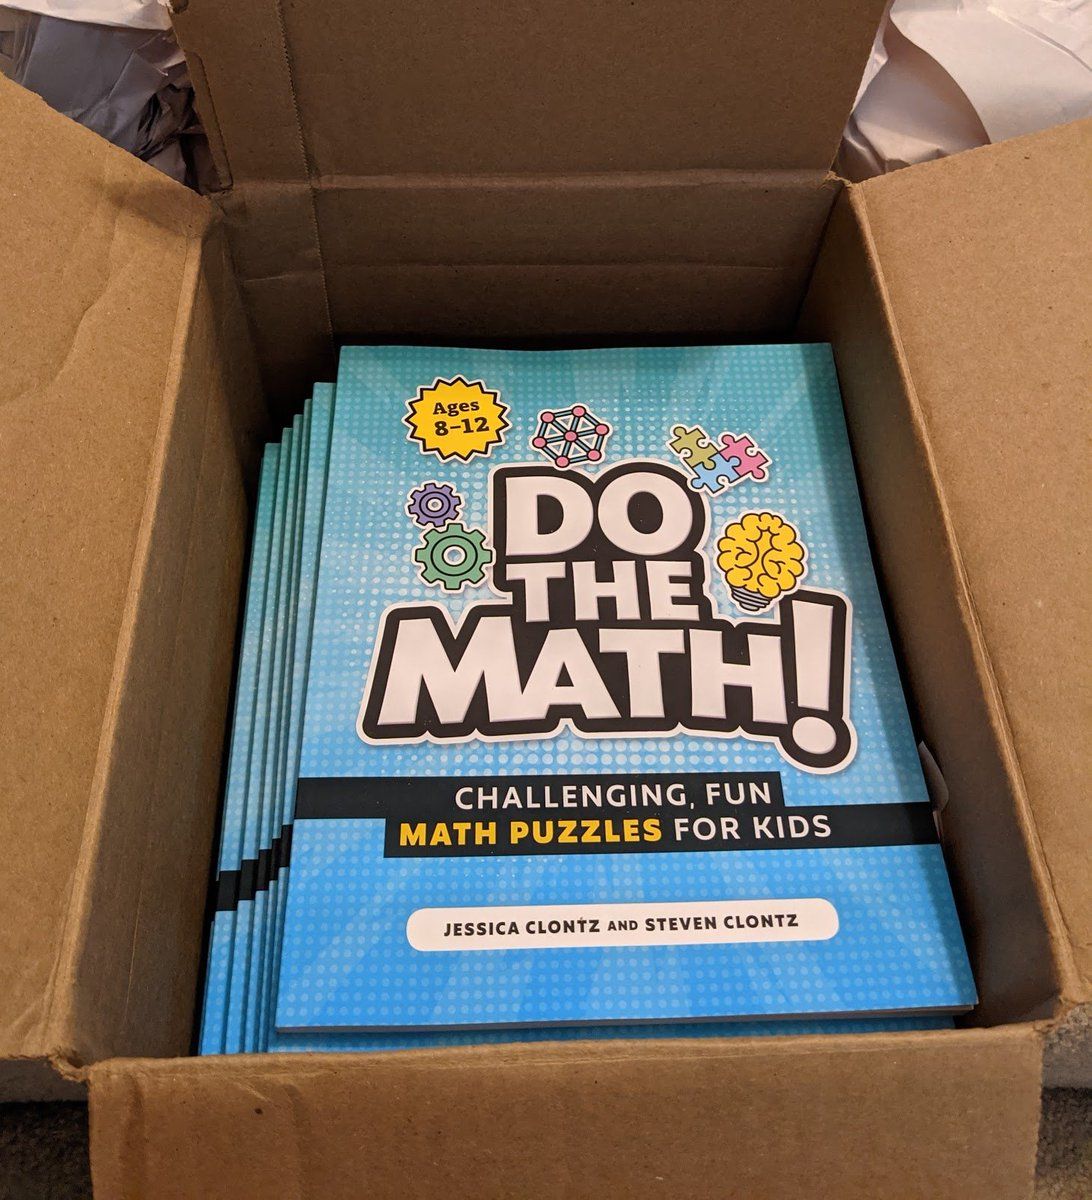 Ages
8–12
DO
THE
MATH!
CHALLENGING, FUN
MATH PUZZLES FOR KIDS
JESSICA CLONTZ AND STEVEN CLONTZ